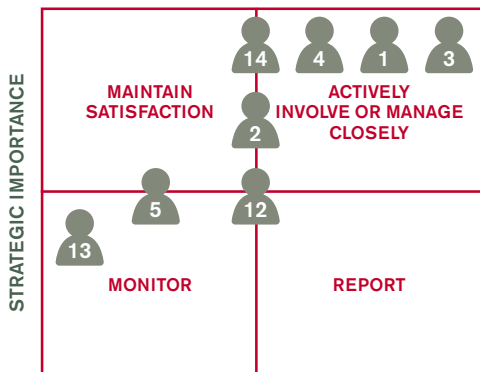 14
4
1
3
MAINTAIN
SATISFACTION
ACTIVELY
INVOLVE OR MANAGE
CLOSELY
2
5
12
13
MONITOR
REPORT
STRATEGIC IMPORTANCE